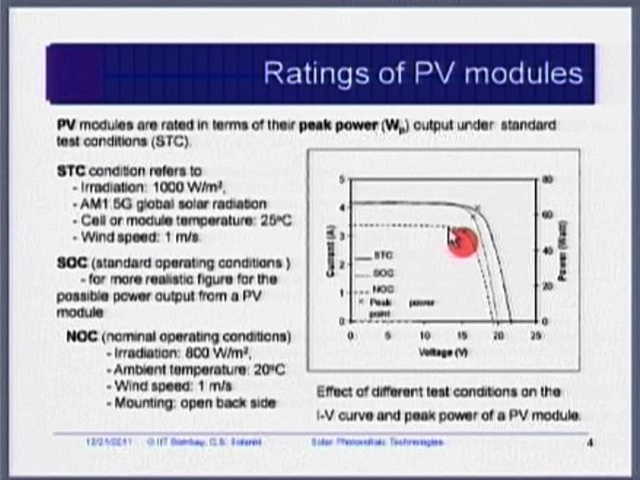 Ratings of PV modules
PV modules are rated in terms of their peak power (Wp) output under standard
test conditions (STC).
STC condition refers to
- Irradiation: 1000 W/m²,
- AM1.5G global solar radiation
- Cell or module temperature: 25°C
- Wind speed: 1 m/s.
SOC (standard operating conditions )
- for more realistic figure for the
possible power output from a PV
module
NOC (nominal operating conditions)
- Irradiation: 800 W/m²,
- Ambient temperature: 20°C
- Wind speed: 1 m/s
- Mounting: open back side
5
4
3
2
1
0
Current (A)
80
60
40
20
0
Power (Watt)
STC
SOC
NOC
× Peak power
point
0 5 10 15 20 25
Voltage (V)
Effect of different test conditions on the
I-V curve and peak power of a PV module.
© IIT Bombay, C.S. Solanki
Solar Photovoltaic Technologies
4